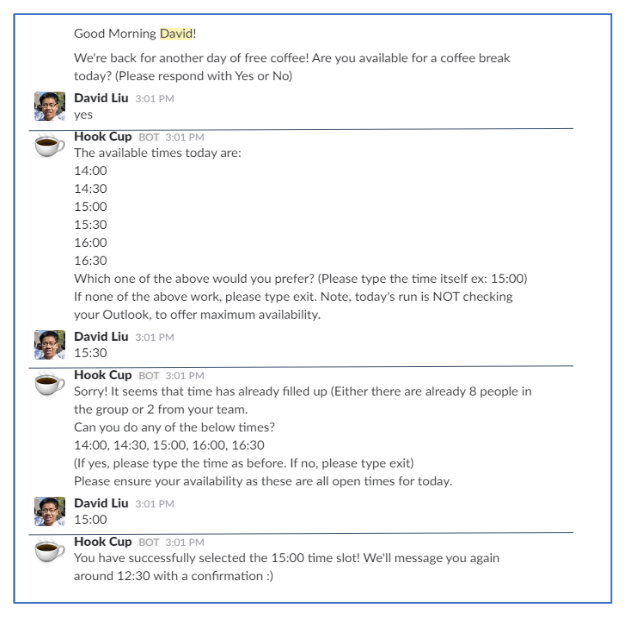 Good Morning David!
We're back for another day of free coffee! Are you available for a coffee break
today? (Please respond with Yes or No)
David Liu 3:01 PM
yes
Hook Cup BOT 3:01 PM
The available times today are:
14:00
14:30
15:00
15:30
16:00
16:30
Which one of the above would you prefer? (Please type the time itself ex: 15:00)
If none of the above work, please type exit. Note, today's run is NOT checking
your Outlook, to offer maximum availability.
David Liu 3:01 PM
15:30
Hook Cup BOT 3:01 PM
Sorry! It seems that time has already filled up (Either there are already 8 people in
the group or 2 from your team.
Can you do any of the below times?
14:00, 14:30, 15:00, 16:00, 16:30
(If yes, please type the time as before. If no, please type exit)
Please ensure your availability as these are all open times for today.
David Liu 3:01 PM
15:00
Hook Cup BOT 3:01 PM
You have successfully selected the 15:00 time slot! We'll message you again
around 12:30 with a confirmation :)